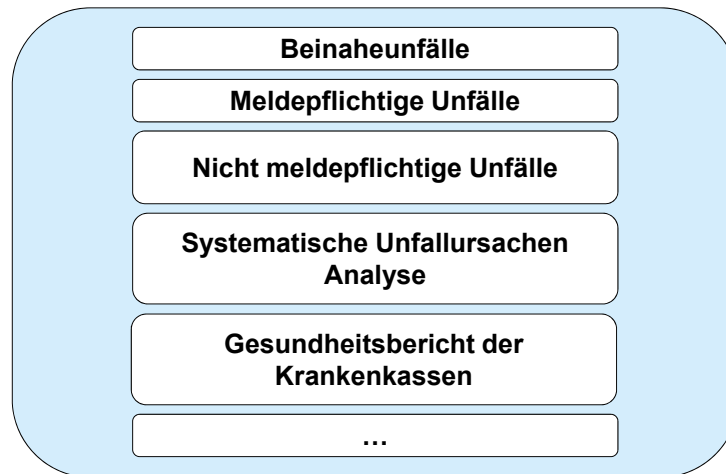 Beinaheunfälle
Meldepflichtige Unfälle
Nicht meldepflichtige Unfälle
Systematische Unfallursachen
Analyse
Gesundheitsbericht der
Krankenkassen
…